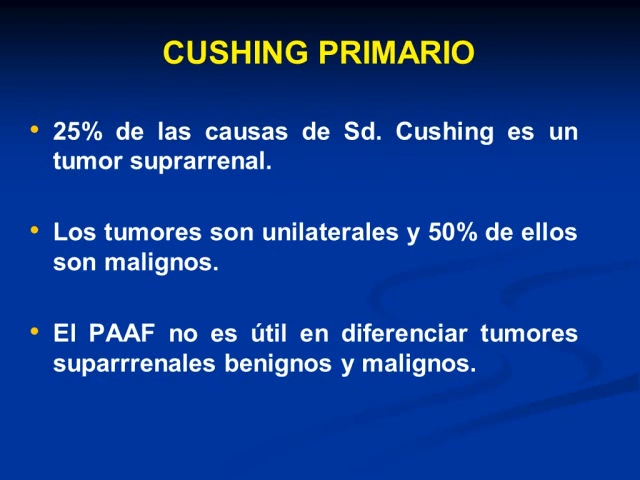 CUSHING PRIMARIO
• 25% de las causas de Sd. Cushing es un
tumor suprarrenal.
• Los tumores son unilaterales y 50% de ellos
son malignos.
• El PAAF no es útil en diferenciar tumores
suparrrenales benignos y malignos.